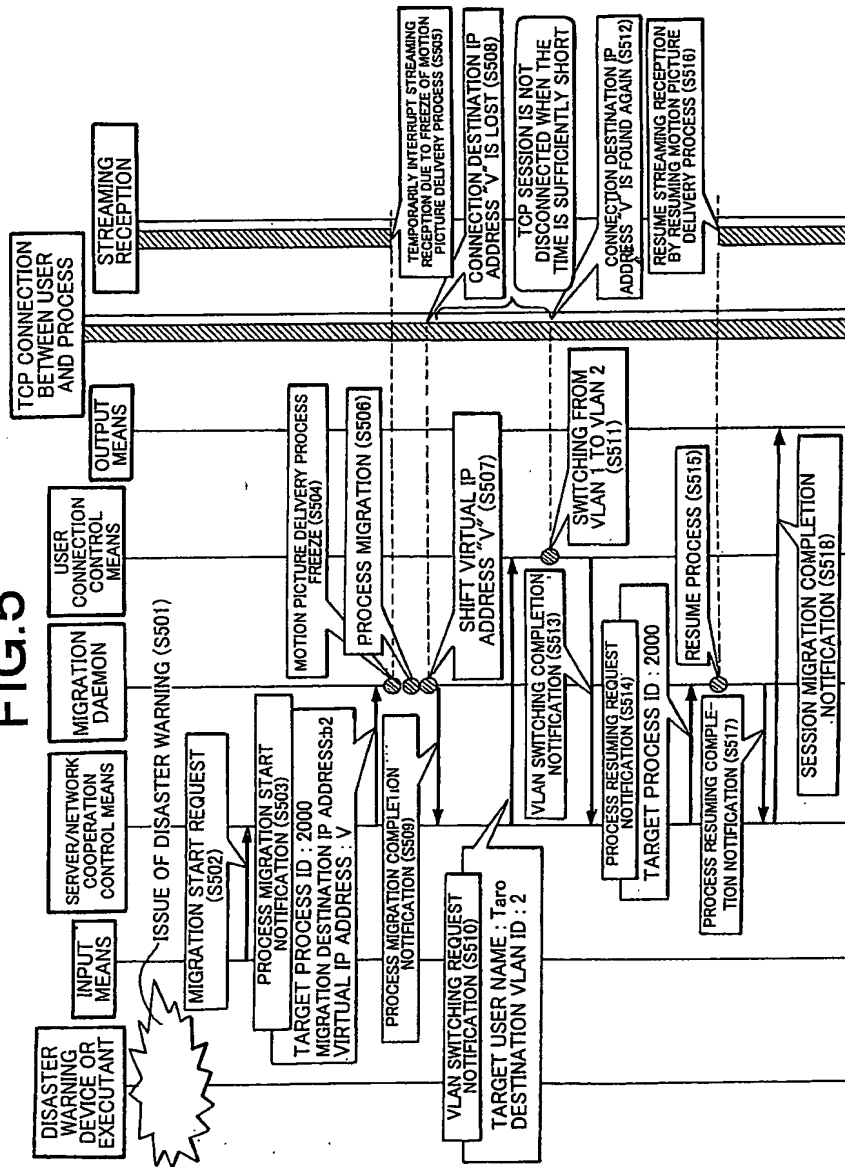 FIG.5
DISASTER
WARNING
DEVICE OR
EXECUTANT
INPUT
MEANS
SERVER/NETWORK
COOPERATION
CONTROL MEANS
MIGRATION
DAEMON
USER
CONNECTION
CONTROL
MEANS
OUTPUT
MEANS
TCP CONNECTION
BETWEEN USER
AND PROCESS
STREAMING
RECEPTION
ISSUE OF DISASTER WARNING (S501)
MIGRATION START REQUEST
(S502)
PROCESS MIGRATION START
NOTIFICATION (S503)
TARGET PROCESS ID : 2000
MIGRATION DESTINATION IP ADDRESS:b2
VIRTUAL IP ADDRESS : V
MOTION PICTURE DELIVERY PROCESS
FREEZE (S504)
TEMPORARILY INTERRUPT STREAMING
RECEPTION DUE TO FREEZE OF MOTION
PICTURE DELIVERY PROCESS (S505)
PROCESS MIGRATION (S506)
SHIFT VIRTUAL IP
ADDRESS "V" (S507)
CONNECTION DESTINATION IP
ADDRESS "V" IS LOST (S508)
PROCESS MIGRATION COMPLETION
NOTIFICATION (S509)
TCP SESSION IS NOT
DISCONNECTED WHEN THE
TIME IS SUFFICIENTLY SHORT
VLAN SWITCHING REQUEST
NOTIFICATION (S510)
TARGET USER NAME : Taro
DESTINATION VLAN ID : 2
SWITCHING FROM
VLAN 1 TO VLAN 2
(S511)
CONNECTION DESTINATION IP
ADDRESS "V" IS FOUND AGAIN (S512)
VLAN SWITCHING COMPLETION
NOTIFICATION (S513)
PROCESS RESUMING REQUEST
NOTIFICATION (S514)
TARGET PROCESS ID : 2000
RESUME PROCESS (S515)
RESUME STREAMING RECEPTION
BY RESUMING MOTION PICTURE
DELIVERY PROCESS (S516)
PROCESS RESUMING COMPLE-
TION NOTIFICATION (S517)
SESSION MIGRATION COMPLETION
NOTIFICATION (S518)